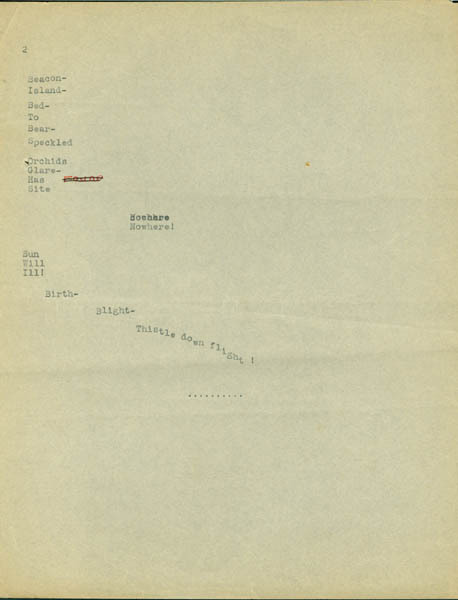 2
Beacon-
Island-
Bed-
To
Bear-
Speckled
Orchids
Glare-
Has
Site
Nowhere
Nowhere!
Sun
Will
Ill!
Birth-
Blight-
Thistle down flight !
..........